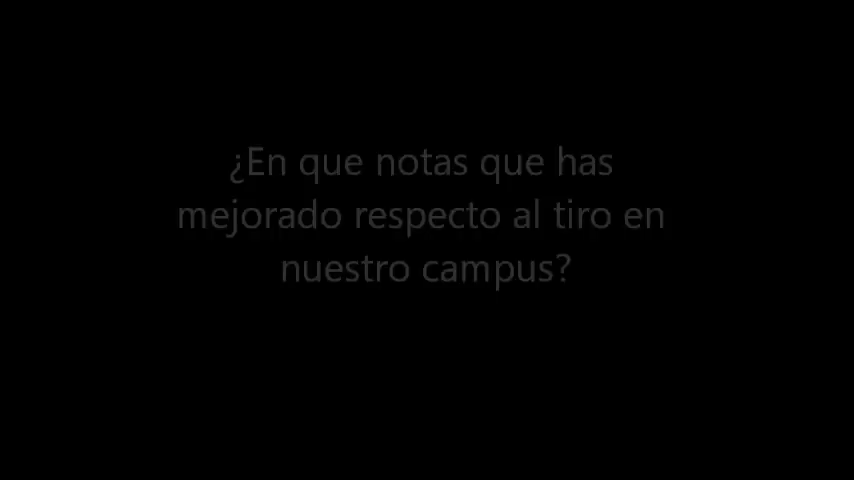 ¿En que notas que has
mejorado respecto al tiro en
nuestro campus?